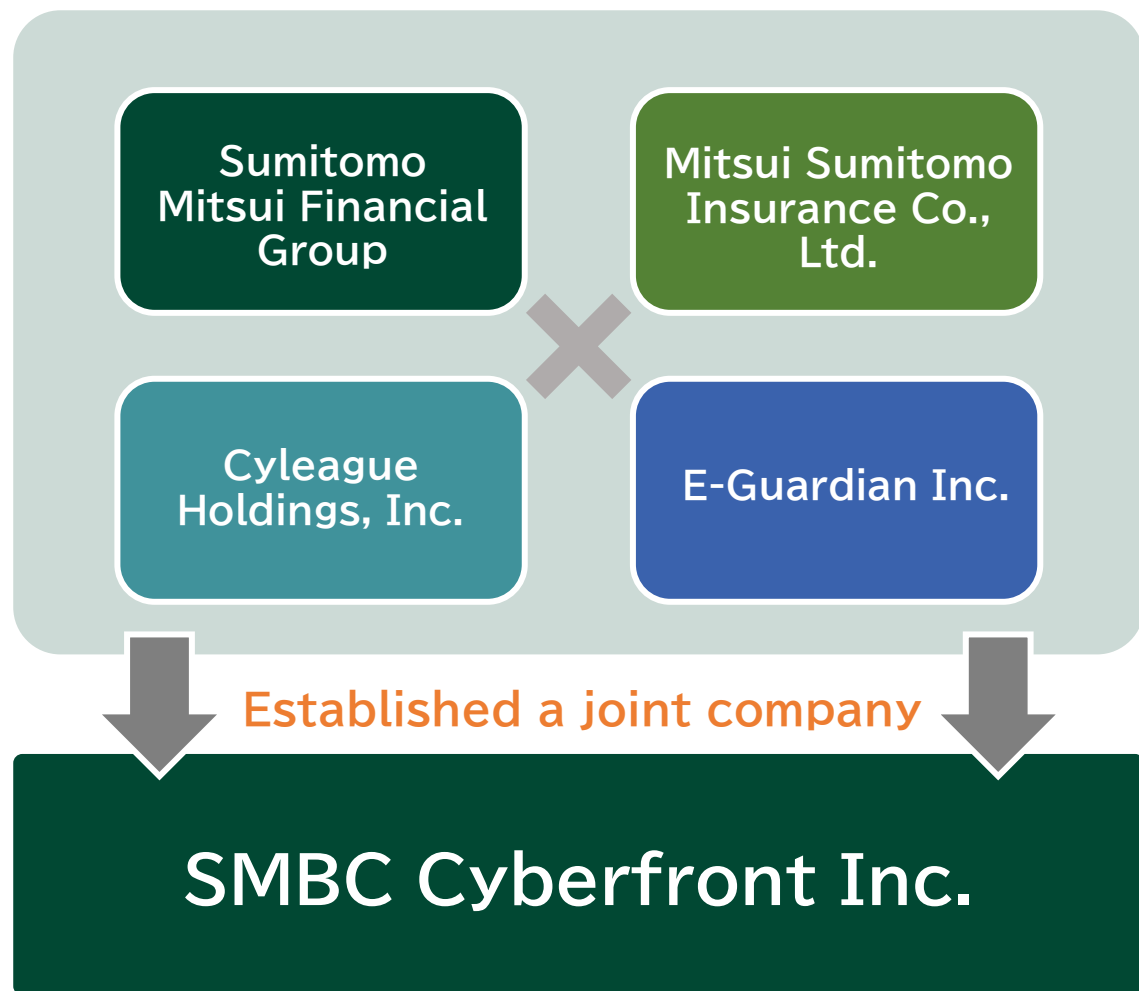 Sumitomo
Mitsui Financial
Group
Mitsui Sumitomo
Insurance Co.,
Ltd.
Cyleague
Holdings, Inc.
E-Guardian Inc.
Established a joint company
SMBC Cyberfront Inc.